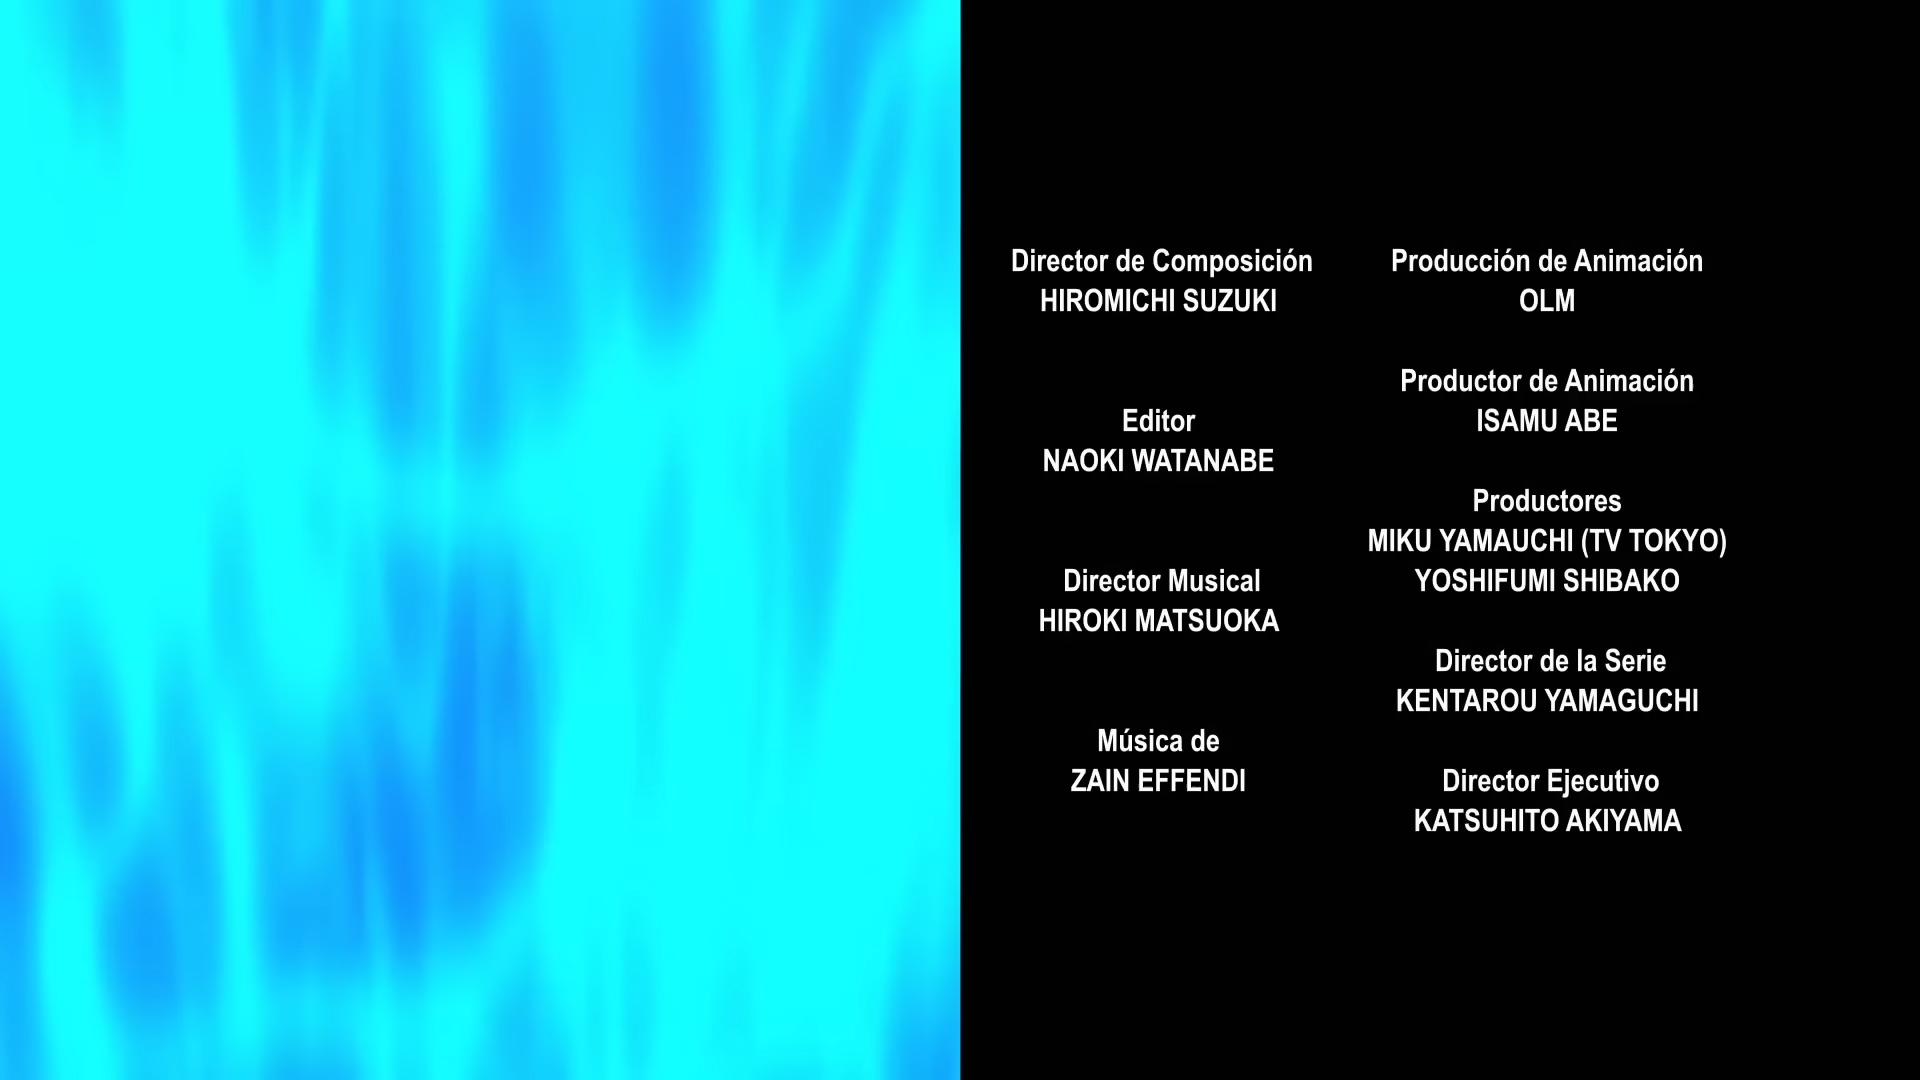 Director de Composición
HIROMICHI SUZUKI
Editor
NAOKI WATANABE
Director Musical
HIROKI MATSUOKA
Música de
ZAIN EFFENDI
Producción de Animación
OLM
Productor de Animación
ISAMU ABE
Productores
MIKU YAMAUCHI (TV TOKYO)
YOSHIFUMI SHIBAKO
Director de la Serie
KENTAROU YAMAGUCHI
Director Ejecutivo
KATSUHITO AKIYAMA